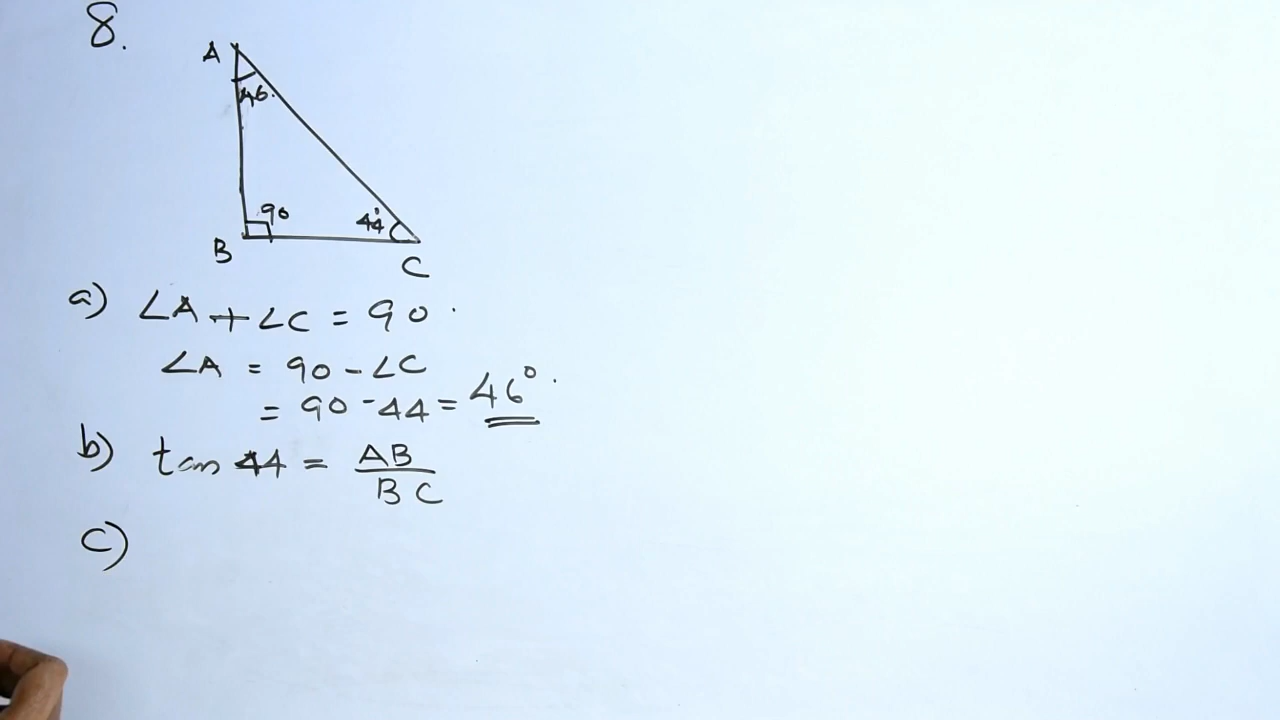 8.
A
46°
90
44°
B
C
a) ∠A + ∠C = 90.
∠A = 90 - ∠C
= 90 - 44 = 46°.
b) tan 44 = AB/BC
c)